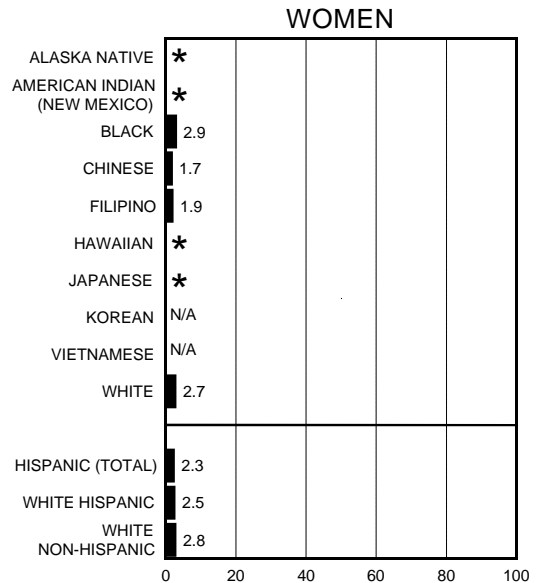 WOMEN
ALASKA NATIVE *
AMERICAN INDIAN
(NEW MEXICO) *
BLACK 2.9
CHINESE 1.7
FILIPINO 1.9
HAWAIIAN *
JAPANESE *
KOREAN N/A
VIETNAMESE N/A
WHITE 2.7
HISPANIC (TOTAL) 2.3
WHITE HISPANIC 2.5
WHITE
NON-HISPANIC 2.8
0 20 40 60 80 100